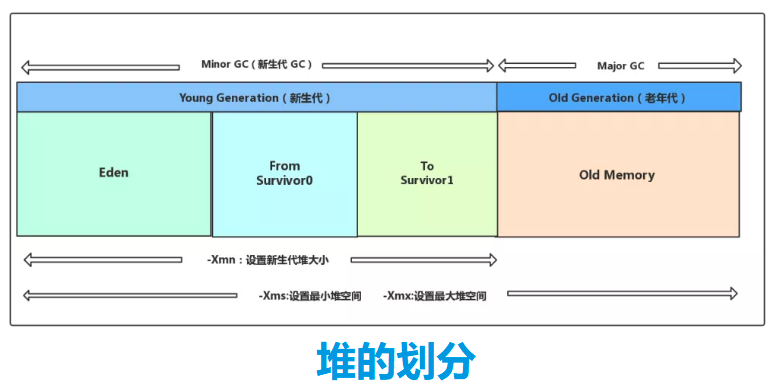 Minor GC（新生代 GC）
Major GC
Young Generation（新生代）
Old Generation（老年代）
Eden
From
Survivor0
To
Survivor1
Old Memory
-Xmn：设置新生代堆大小
-Xms:设置最小堆空间
-Xmx:设置最大堆空间
堆的划分